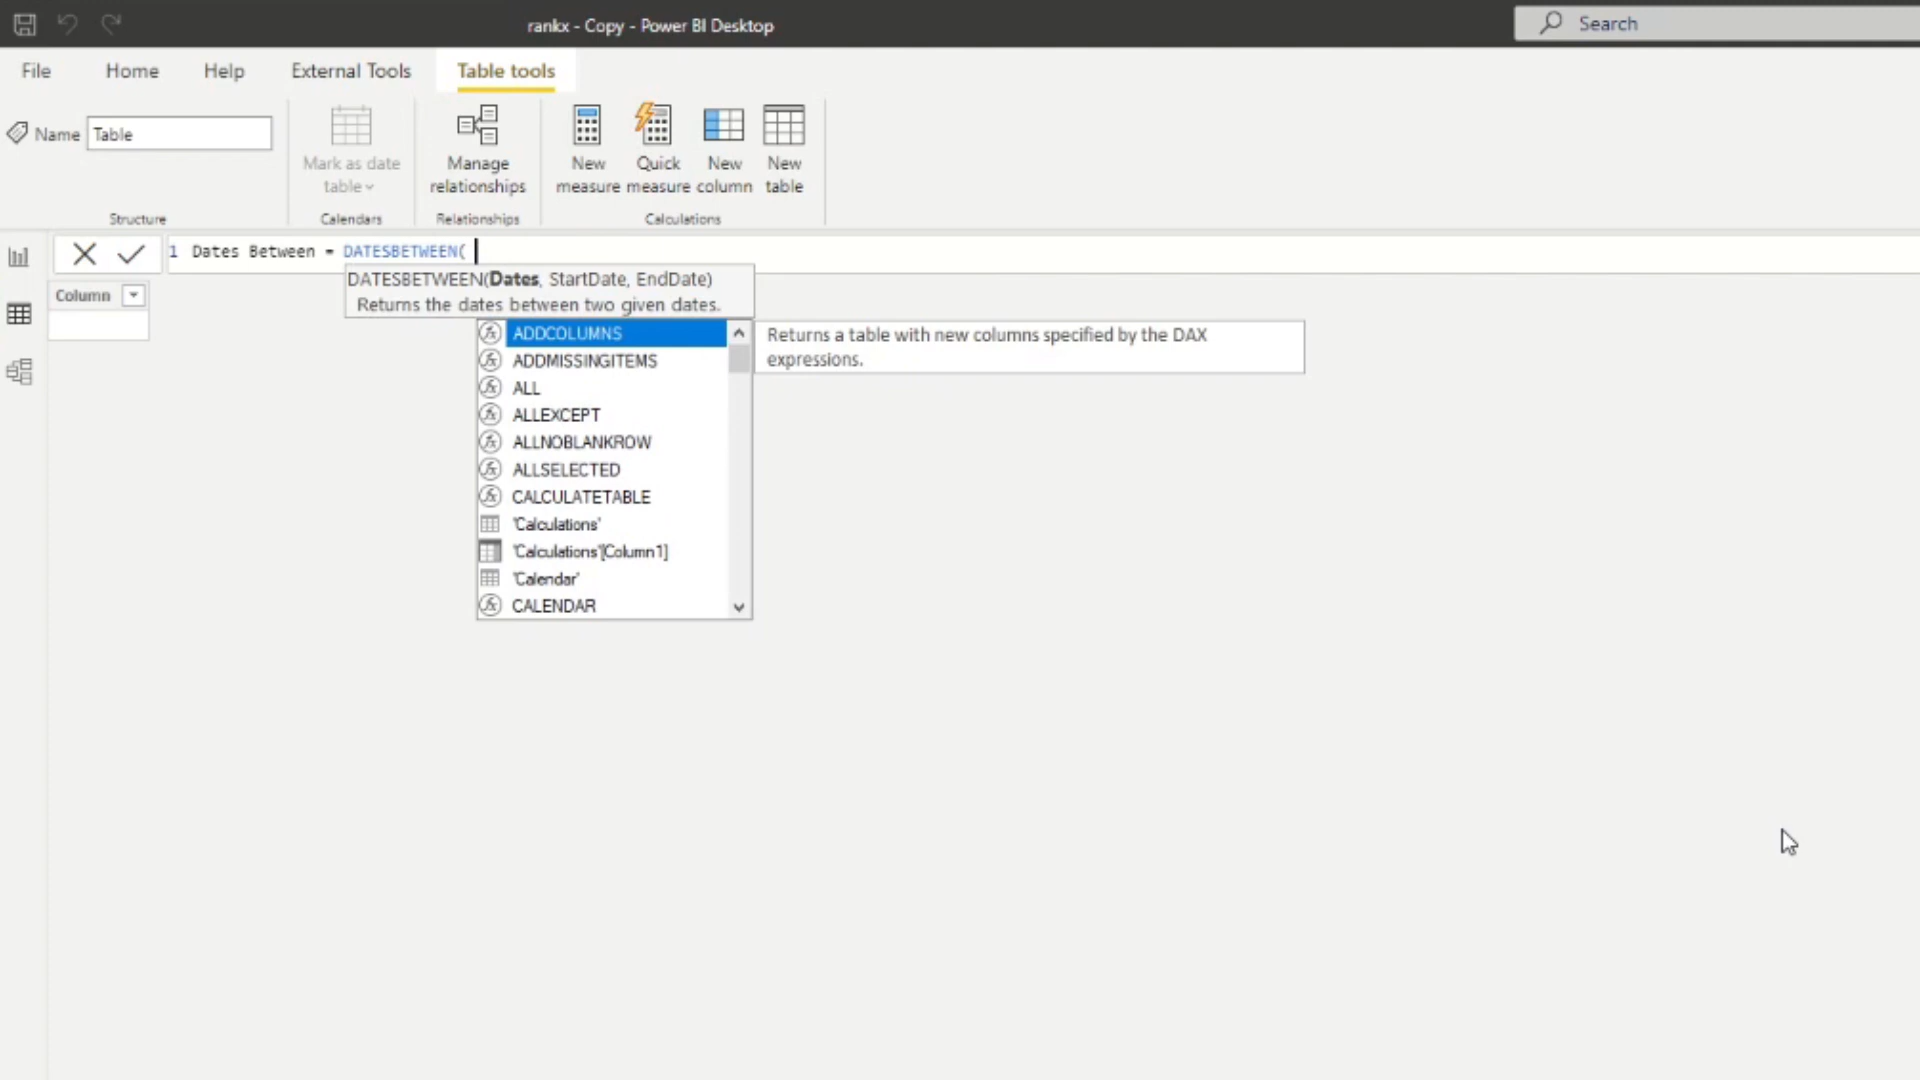 rankx - Copy - Power BI Desktop
Search
File Home Help External Tools Table tools
Name Table
Mark as date table
Manage relationships
New measure
Quick measure
New column
New table
Structure Calendars Relationships Calculations
1 Dates Between = DATESBETWEEN(
DATESBETWEEN(Dates, StartDate, EndDate)
Returns the dates between two given dates.
Column
ADDCOLUMNS
Returns a table with new columns specified by the DAX
expressions.
ADDMISSINGITEMS
ALL
ALLEXCEPT
ALLNOBLANKROW
ALLSELECTED
CALCULATETABLE
'Calculations'
'Calculations'[Column1]
'Calendar'
CALENDAR